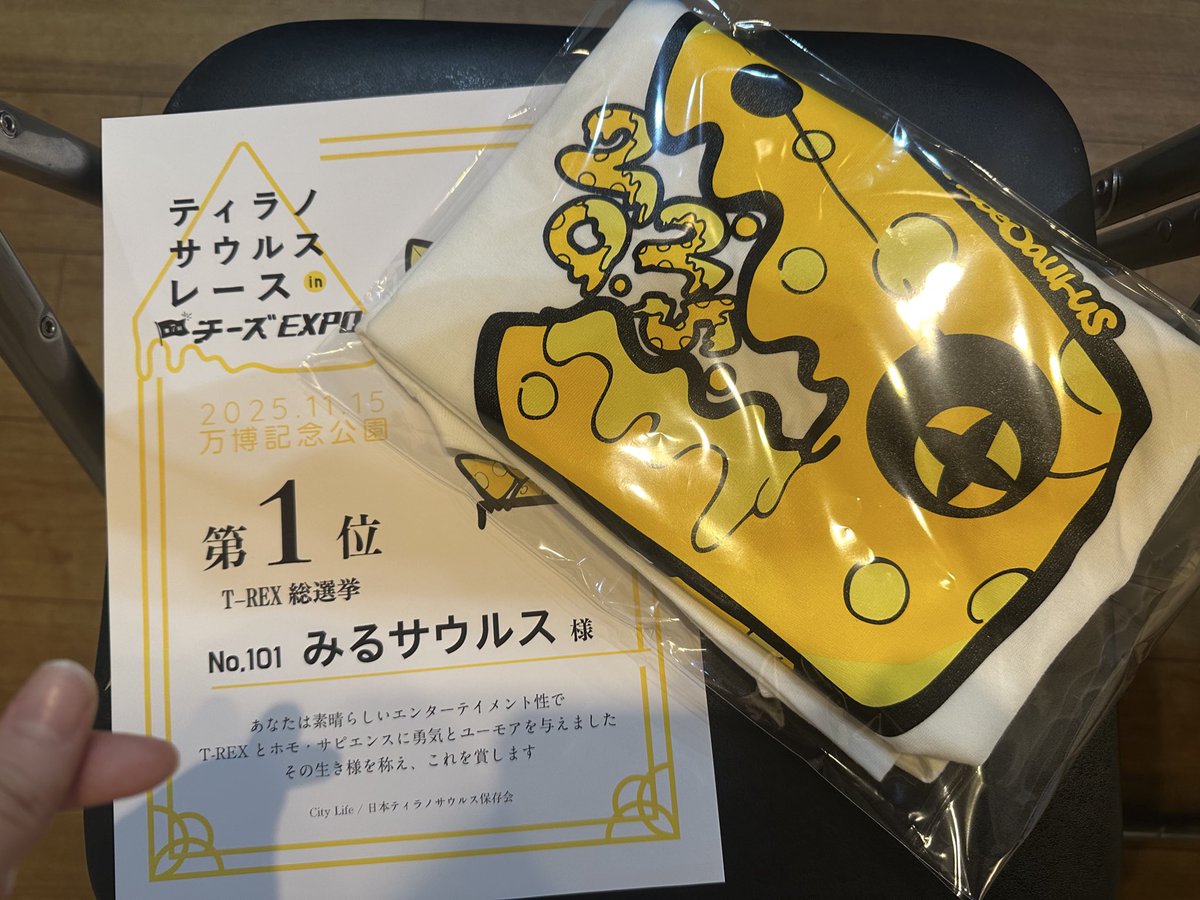 ティラノ
サウルス
レース in
チーズEXPO
2025.11.15
万博記念公園
第1位
T-REX 総選挙
No.101 みるサウルス 様
あなたは素晴らしいエンターテイメント性で
T-REX とホモ・サピエンスに勇気とユーモアを与えました
その生き様を称え、これを賞します
City Life / 日本ティラノサウルス保存会